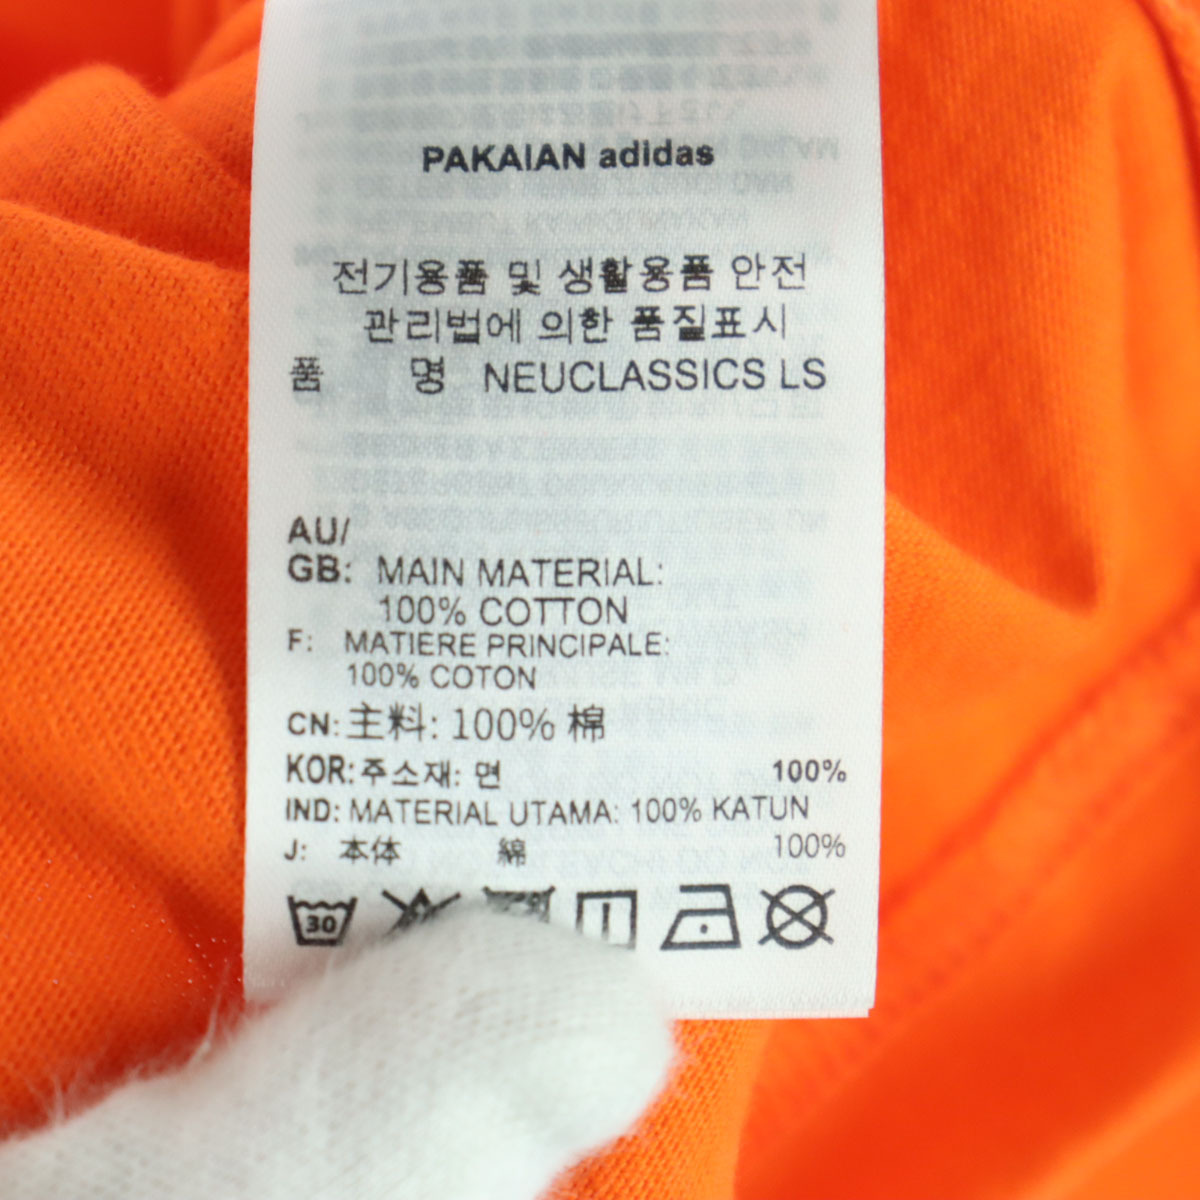 PAKAIAN adidas
전기용품 및 생활용품 안전
관리법에 의한 품질표시
품 명 NEUCLASSICS LS
AU/
GB: MAIN MATERIAL:
100% COTTON
F: MATIERE PRINCIPALE:
100% COTON
CN: 主料: 100% 棉
KOR: 주소재: 면 100%
IND: MATERIAL UTAMA: 100% KATUN
J: 本体 綿 100%
30